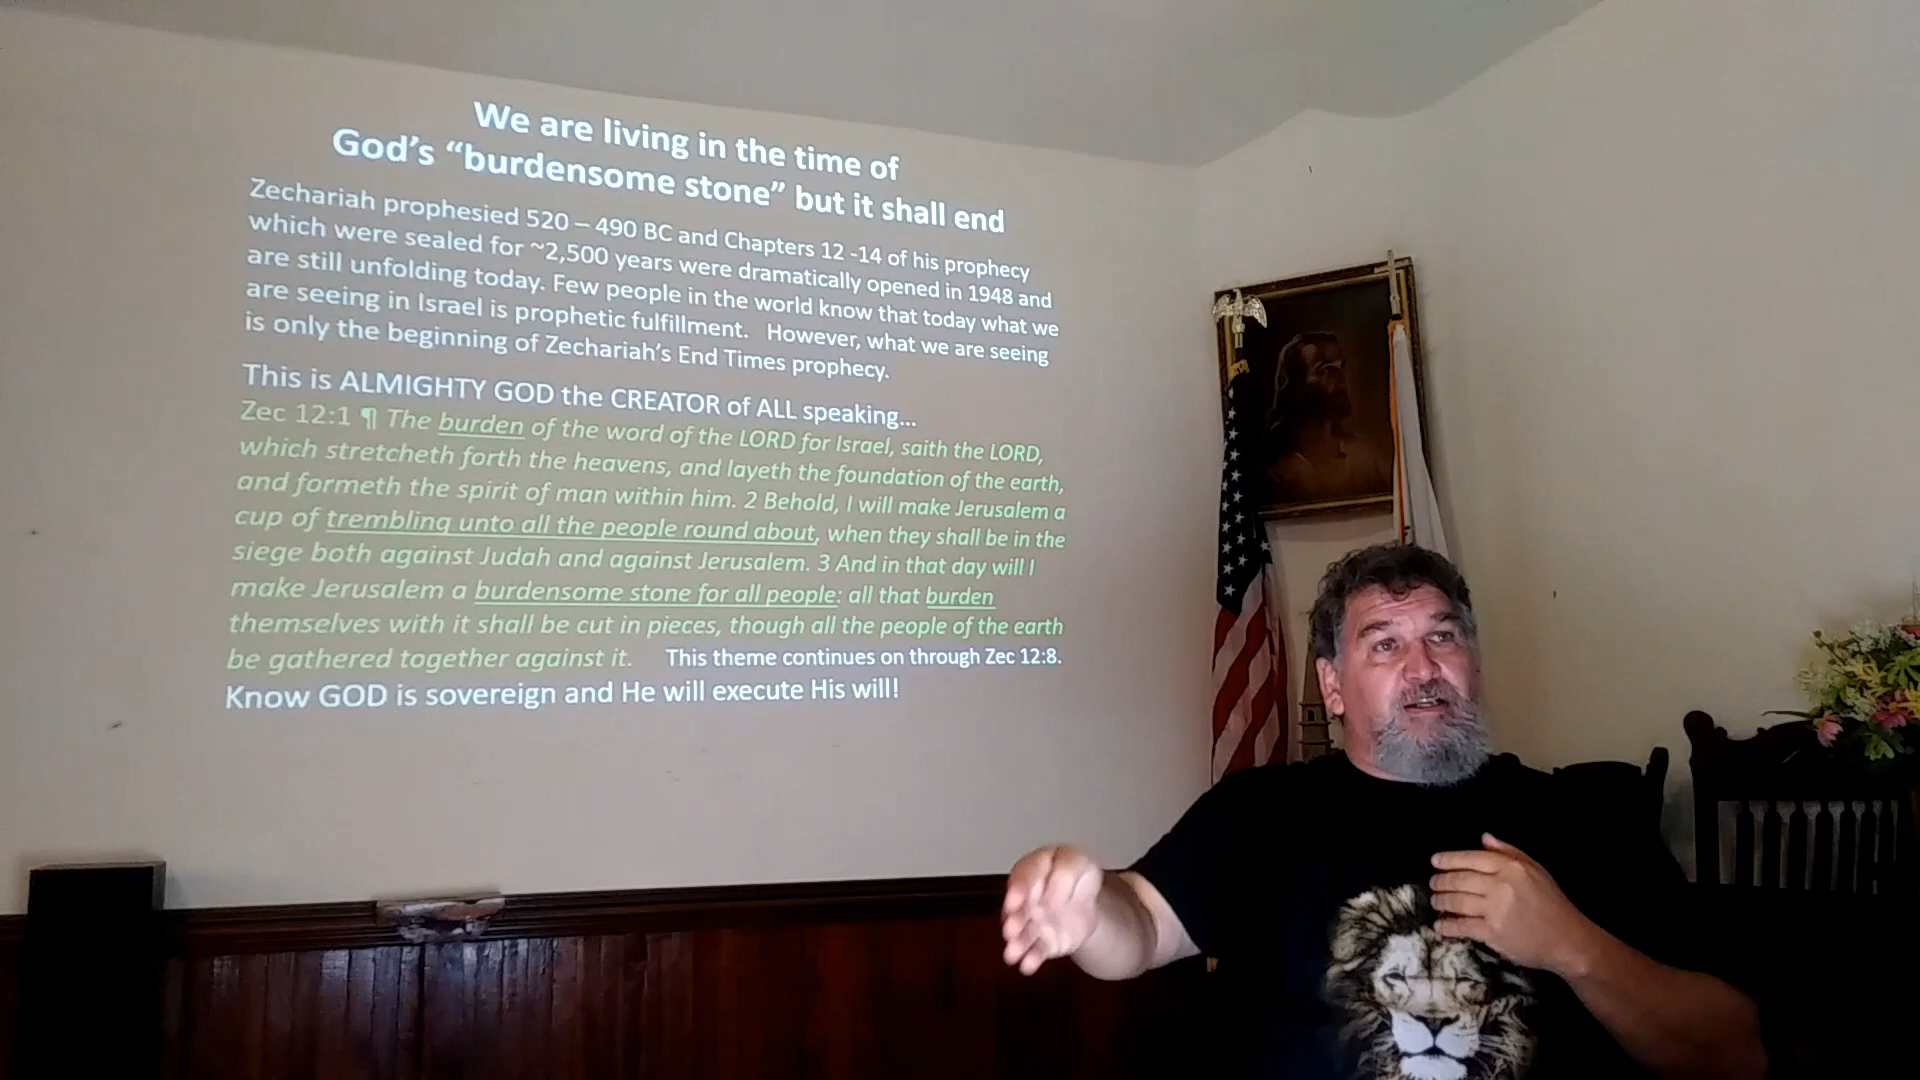 We are living in the time of
God's “burdensome stone” but it shall end
Zechariah prophesied 520 – 490 BC and Chapters 12 -14 of his prophecy
which were sealed for ~2,500 years were dramatically opened in 1948 and
are still unfolding today. Few people in the world know that today what we
are seeing in Israel is prophetic fulfillment. However, what we are seeing
is only the beginning of Zechariah's End Times prophecy.
This is ALMIGHTY GOD the CREATOR of ALL speaking...
Zec 12:1 ¶ The burden of the word of the LORD for Israel, saith the LORD,
which stretcheth forth the heavens, and layeth the foundation of the earth,
and formeth the spirit of man within him. 2 Behold, I will make Jerusalem a
cup of trembling unto all the people round about, when they shall be in the
siege both against Judah and against Jerusalem. 3 And in that day will I
make Jerusalem a burdensome stone for all people: all that burden
themselves with it shall be cut in pieces, though all the people of the earth
be gathered together against it. This theme continues on through Zec 12:8.
Know GOD is sovereign and He will execute His will!